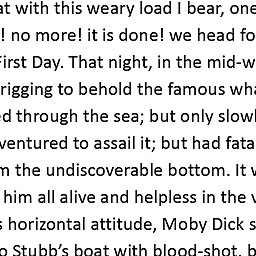 at with this weary load I bear, one
! no more! it is done! we head fo
First Day. That night, in the mid-w
rigging to behold the famous wha
ed through the sea; but only slowl
ventured to assail it; but had fata
m the undiscoverable bottom. It w
him all alive and helpless in the v
s horizontal attitude, Moby Dick s
o Stubb’s boat with blood-shot, b